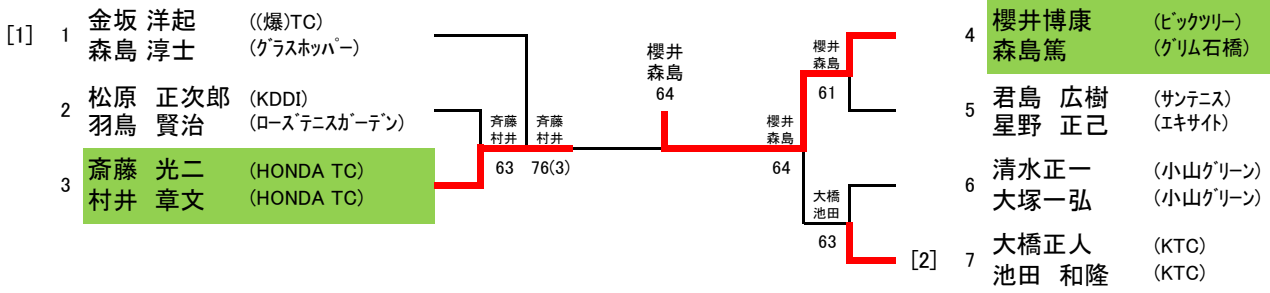 [1] 1 金坂 洋起 ((爆)TC)
森島 淳士 (グラスホッパー)
2 松原 正次郎 (KDDI)
羽鳥 賢治 (ローズテニスガーデン)
3 斎藤 光二 (HONDA TC)
村井 章文 (HONDA TC)
斉藤
村井
63
斉藤
村井
76(3)
櫻井
森島
64
櫻井
森島
61
櫻井
森島
64
大橋
池田
63
4 櫻井博康 (ビックツリー)
森島篤 (グリム石橋)
5 君島 広樹 (サンテニス)
星野 正己 (エキサイト)
6 清水正一 (小山グリーン)
大塚一弘 (小山グリーン)
[2] 7 大橋正人 (KTC)
池田 和隆 (KTC)